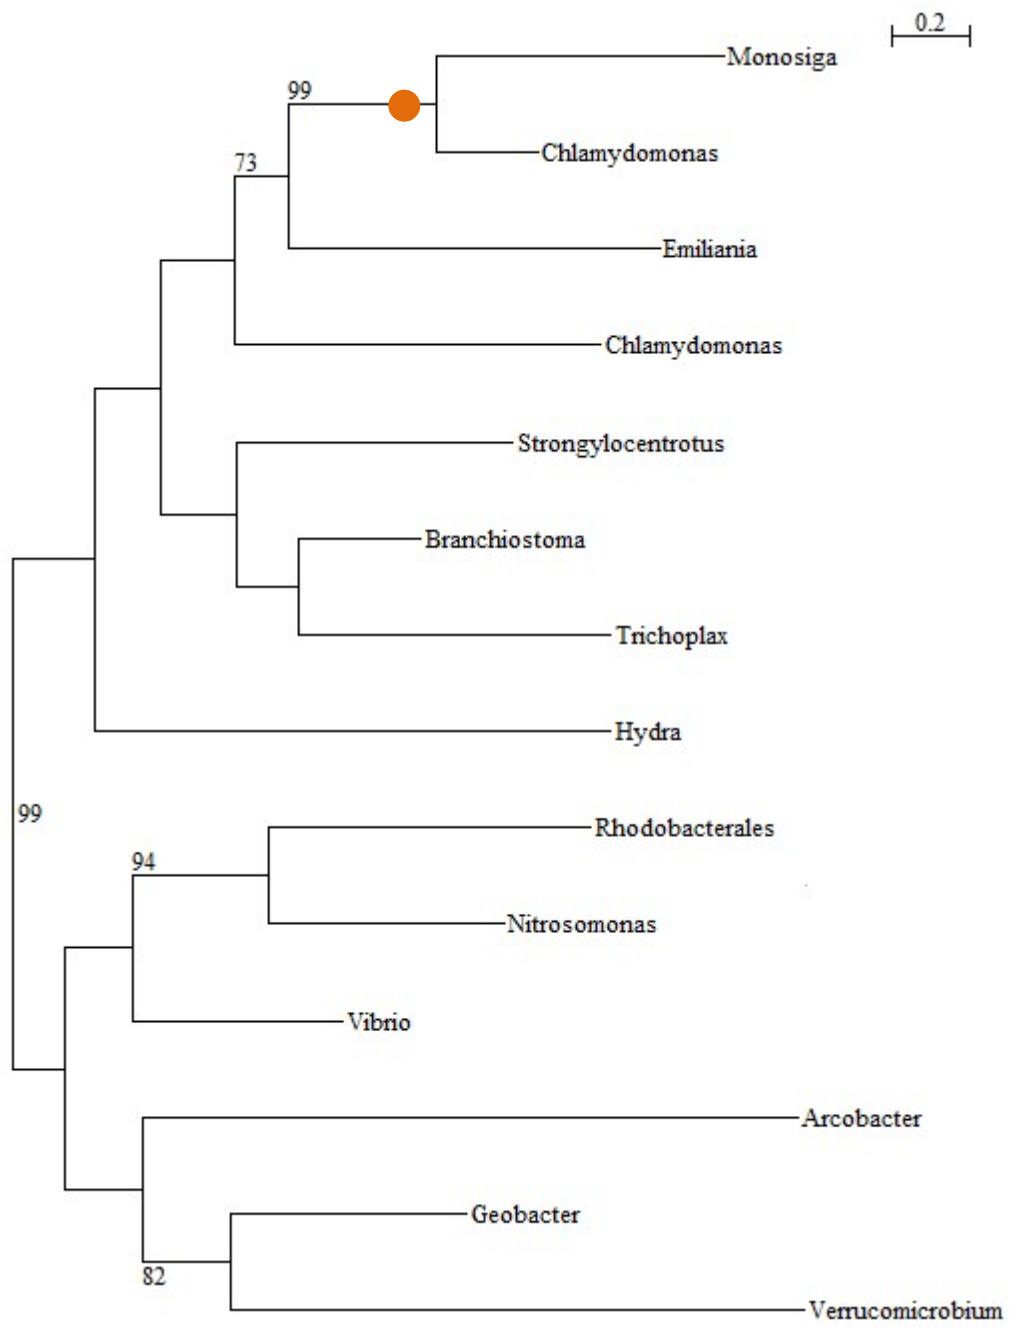 0.2
Monosiga
99
Chlamydomonas
73
Emiliania
Chlamydomonas
Strongylocentrotus
Branchiostoma
Trichoplax
Hydra
99
Rhodobacterales
94
Nitrosomonas
Vibrio
Arcobacter
Geobacter
82
Verrucomicrobium